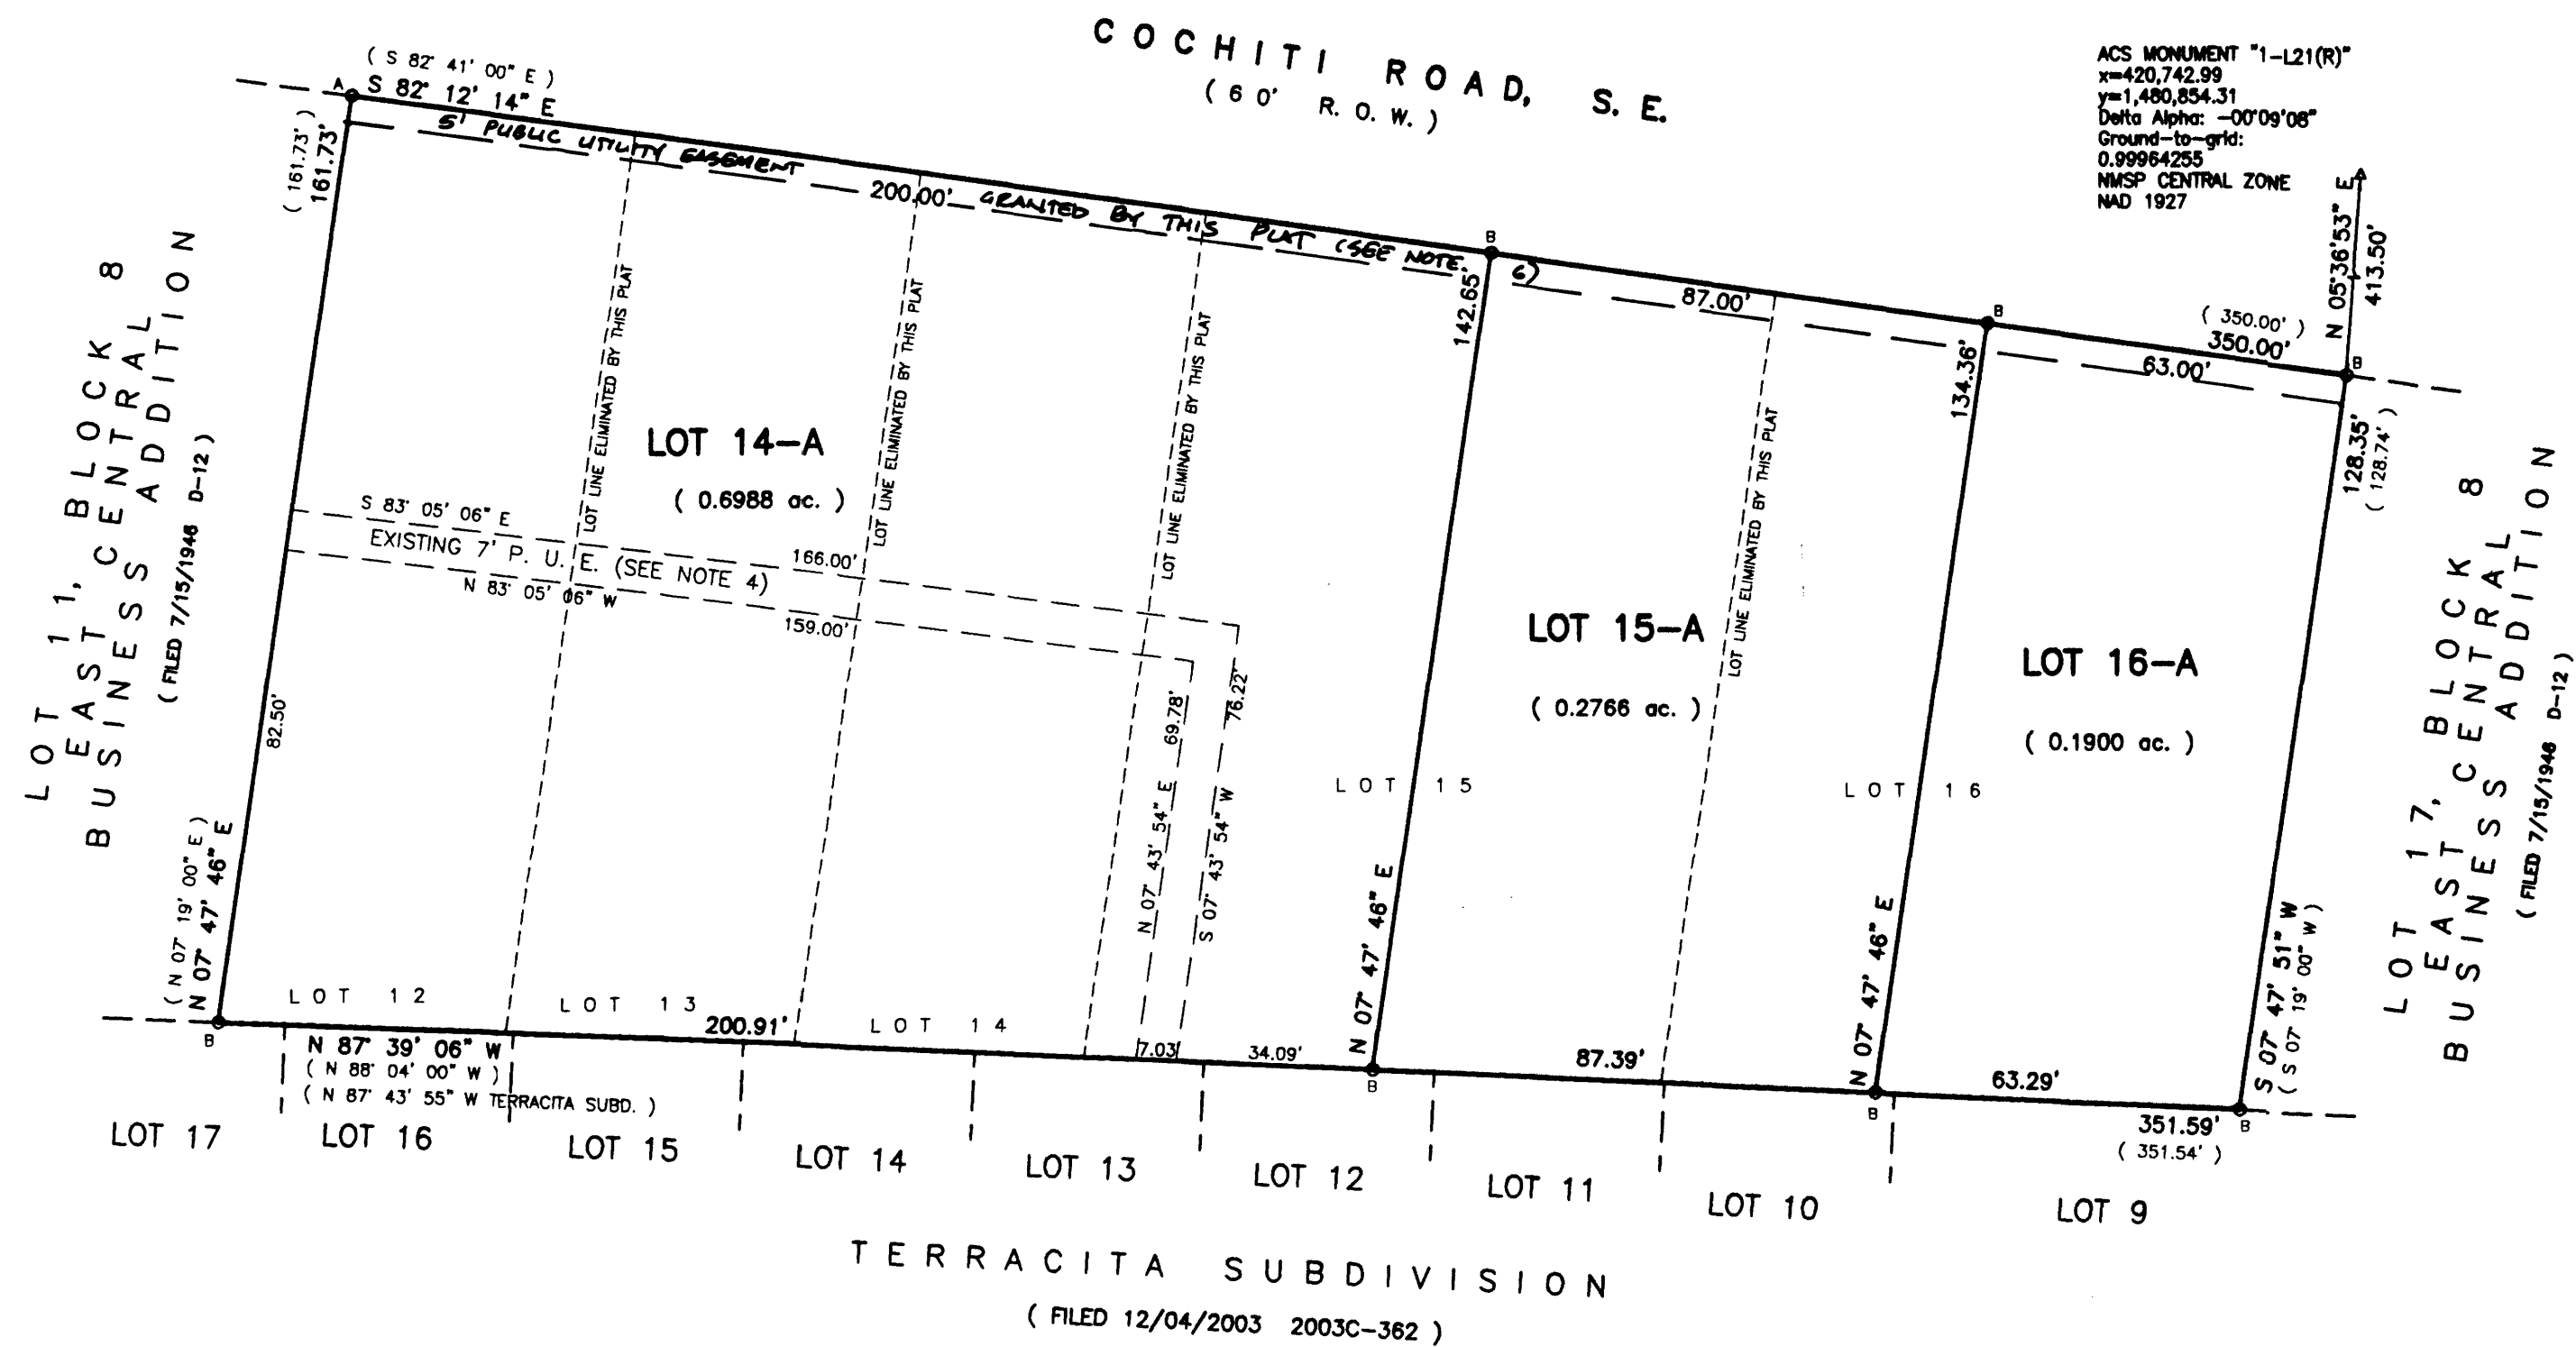 COCHITI ROAD, S.E.
( 60' R. O. W. )
ACS MONUMENT "1-L21(R)"
x=420,742.99
y=1,480,854.31
Delta Alpha: -00°09'08"
Ground-to-grid:
0.99964255
NMSP CENTRAL ZONE
NAD 1927
N 05°36'53" E
413.50'
( S 82° 41' 00" E )
A
S 82° 12' 14" E
5' PUBLIC UTILITY EASEMENT
GRANTED BY THIS PLAT (SEE NOTE.
6)
200.00'
B
87.00'
B
( 350.00' )
350.00'
63.00'
B
( 161.73' )
161.73'
142.65'
134.36'
128.35'
( 128.74' )
LOT 11, BLOCK 8
EAST CENTRAL
BUSINESS ADDITION
( FILED 7/15/1946 D-12 )
LOT LINE ELIMINATED BY THIS PLAT
LOT LINE ELIMINATED BY THIS PLAT
LOT LINE ELIMINATED BY THIS PLAT
LOT LINE ELIMINATED BY THIS PLAT
LOT 14-A
( 0.6988 ac. )
S 83° 05' 06" E
166.00'
EXISTING 7' P. U. E. (SEE NOTE 4)
N 83° 05' 06" W
159.00'
LOT 15-A
( 0.2766 ac. )
LOT 16-A
( 0.1900 ac. )
LOT 17, BLOCK 8
EAST CENTRAL
BUSINESS ADDITION
( FILED 7/15/1946 D-12 )
82.50'
N 07° 43' 54" E 69.78'
S 07° 43' 54" W 76.22'
LOT 15
LOT 16
( N 07° 19' 00" E )
N 07° 47' 46" E
N 07° 47' 46" E
N 07° 47' 46" E
S 07° 47' 51" W
( S 07° 19' 00" W )
LOT 12
LOT 13
LOT 14
B
200.91'
7.03'
34.09'
B
87.39'
B
63.29'
B
351.59'
( 351.54' )
N 87° 39' 06" W
( N 88° 04' 00" W )
( N 87° 43' 55" W TERRACITA SUBD. )
LOT 17
LOT 16
LOT 15
LOT 14
LOT 13
LOT 12
LOT 11
LOT 10
LOT 9
TERRACITA SUBDIVISION
( FILED 12/04/2003 2003C-362 )